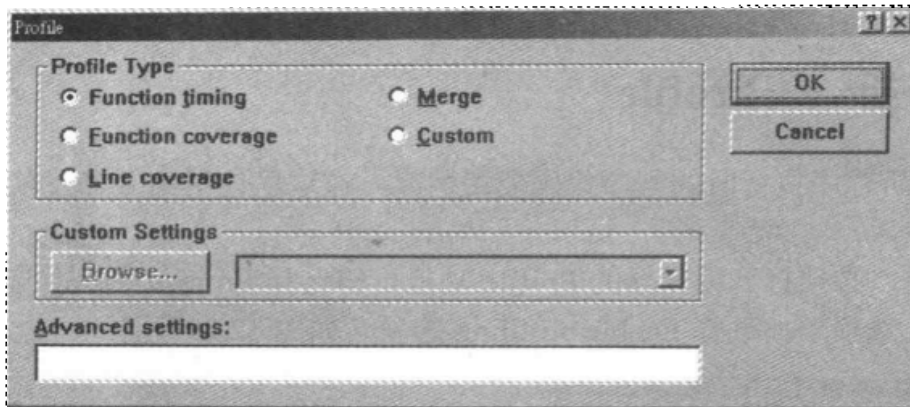 Profile
Profile Type
Function timing
Merge
Function coverage
Custom
Line coverage
OK
Cancel
Custom Settings
Browse...
Advanced settings: